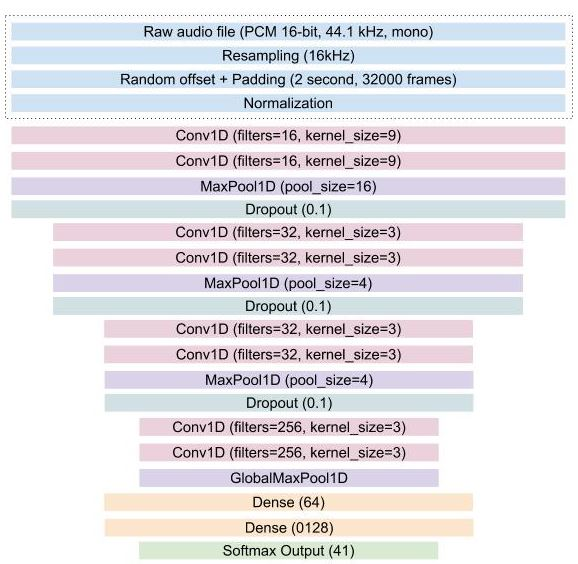 Raw audio file (PCM 16-bit, 44.1 kHz, mono)
Resampling (16kHz)
Random offset + Padding (2 second, 32000 frames)
Normalization
Conv1D (filters=16, kernel_size=9)
Conv1D (filters=16, kernel_size=9)
MaxPool1D (pool_size=16)
Dropout (0.1)
Conv1D (filters=32, kernel_size=3)
Conv1D (filters=32, kernel_size=3)
MaxPool1D (pool_size=4)
Dropout (0.1)
Conv1D (filters=32, kernel_size=3)
Conv1D (filters=32, kernel_size=3)
MaxPool1D (pool_size=4)
Dropout (0.1)
Conv1D (filters=256, kernel_size=3)
Conv1D (filters=256, kernel_size=3)
GlobalMaxPool1D
Dense (64)
Dense (0128)
Softmax Output (41)